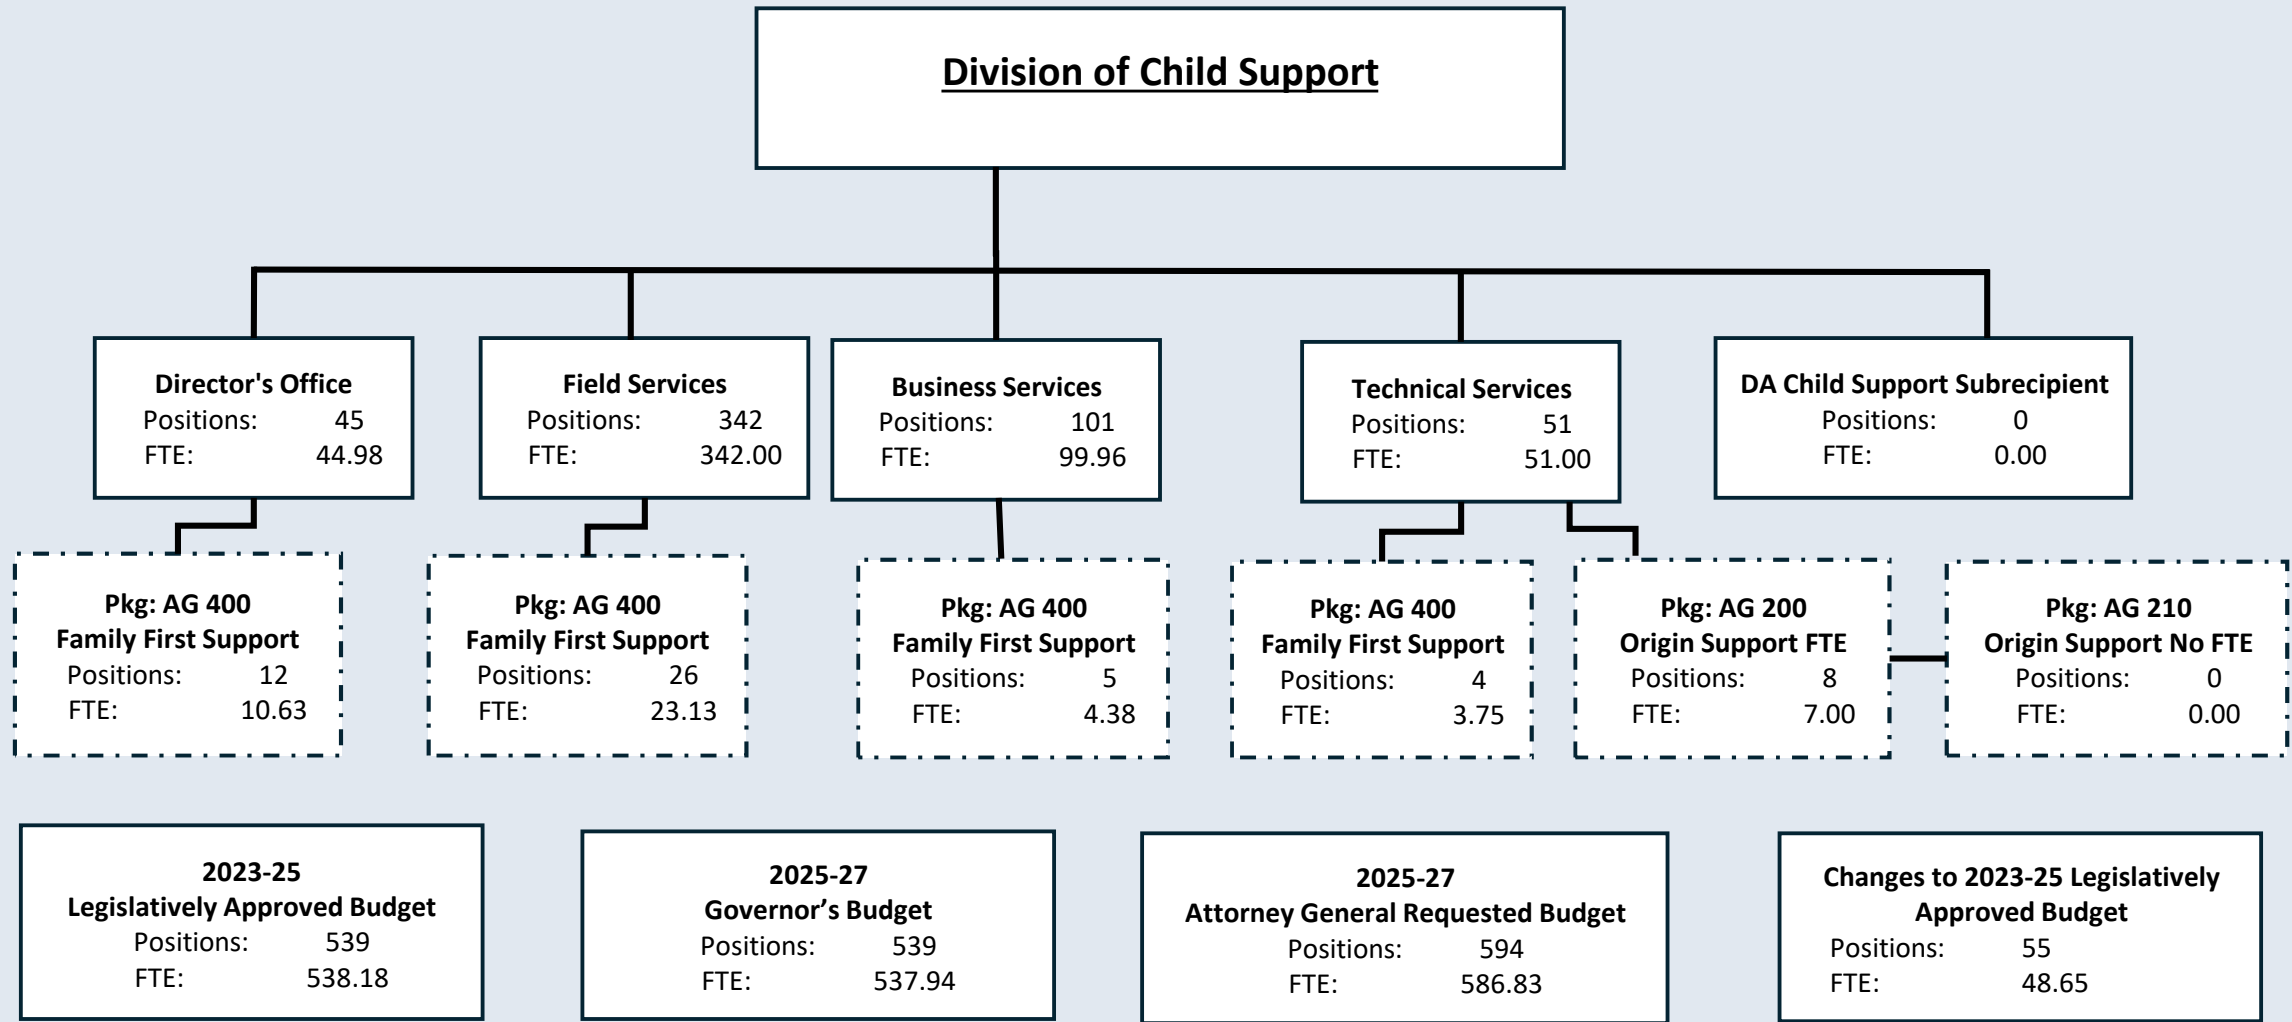 Division of Child Support
Director's Office
Positions: 45
FTE: 44.98
Field Services
Positions: 342
FTE: 342.00
Business Services
Positions: 101
FTE: 99.96
Technical Services
Positions: 51
FTE: 51.00
DA Child Support Subrecipient
Positions: 0
FTE: 0.00
Pkg: AG 400
Family First Support
Positions: 12
FTE: 10.63
Pkg: AG 400
Family First Support
Positions: 26
FTE: 23.13
Pkg: AG 400
Family First Support
Positions: 5
FTE: 4.38
Pkg: AG 400
Family First Support
Positions: 4
FTE: 3.75
Pkg: AG 200
Origin Support FTE
Positions: 8
FTE: 7.00
Pkg: AG 210
Origin Support No FTE
Positions: 0
FTE: 0.00
2023-25
Legislatively Approved Budget
Positions: 539
FTE: 538.18
2025-27
Governor’s Budget
Positions: 539
FTE: 537.94
2025-27
Attorney General Requested Budget
Positions: 594
FTE: 586.83
Changes to 2023-25 Legislatively
Approved Budget
Positions: 55
FTE: 48.65